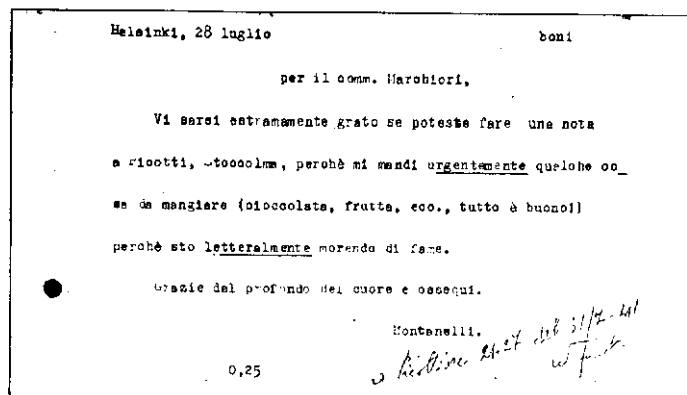 Helsinki, 28 luglio boni
per il comm. Marchiori,
Vi sarei estramamente grato se poteste fare una nota
a Picotti, Stoccolma, perchè mi mandi urgentemente qualche co_
sa da mangiare (cioccolata, frutta, ecc., tutto è buono!)
perchè sto letteralmente morendo di fame.
Grazie dal profondo del cuore e ossequi.
Montanelli.
0,25